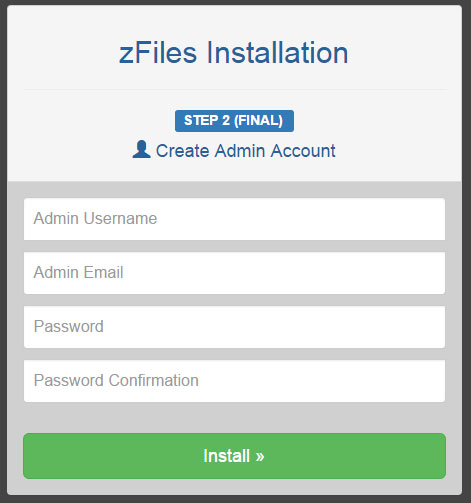 zFiles Installation
STEP 2 (FINAL)
Create Admin Account
Admin Username
Admin Email
Password
Password Confirmation
Install »